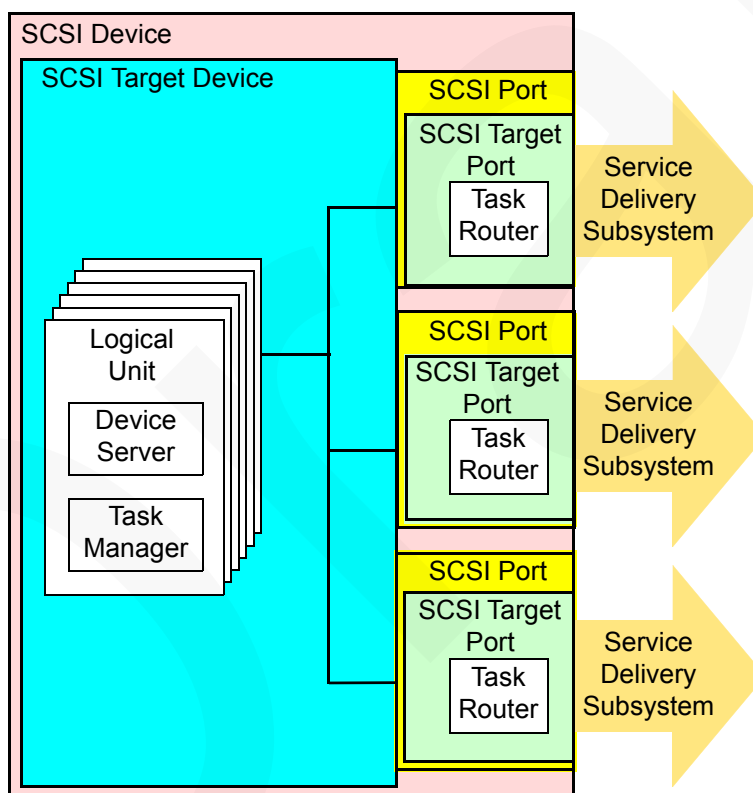 SCSI Device
SCSI Target Device
SCSI Port
SCSI Target
Port
Task
Router
Service
Delivery
Subsystem
Logical
Unit
Device
Server
Task
Manager
SCSI Port
SCSI Target
Port
Task
Router
Service
Delivery
Subsystem
SCSI Port
SCSI Target
Port
Task
Router
Service
Delivery
Subsystem